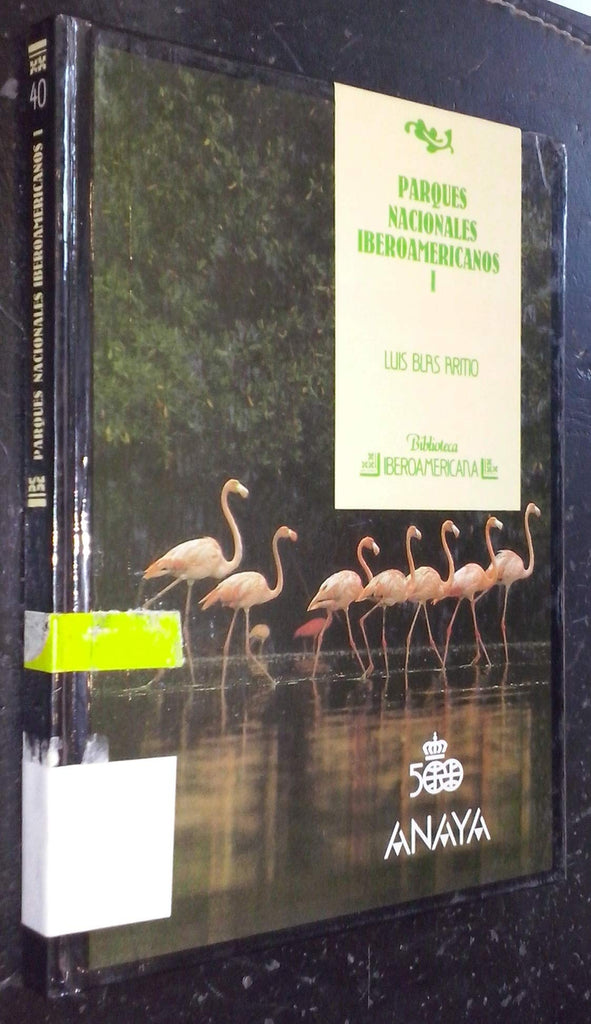 40
PARQUES NACIONALES IBEROAMERICANOS I
PARQUES
NACIONALES
IBEROAMERICANOS
I
LUIS BLAS ARITIO
Biblioteca
IBEROAMERICANA
500
ANAYA